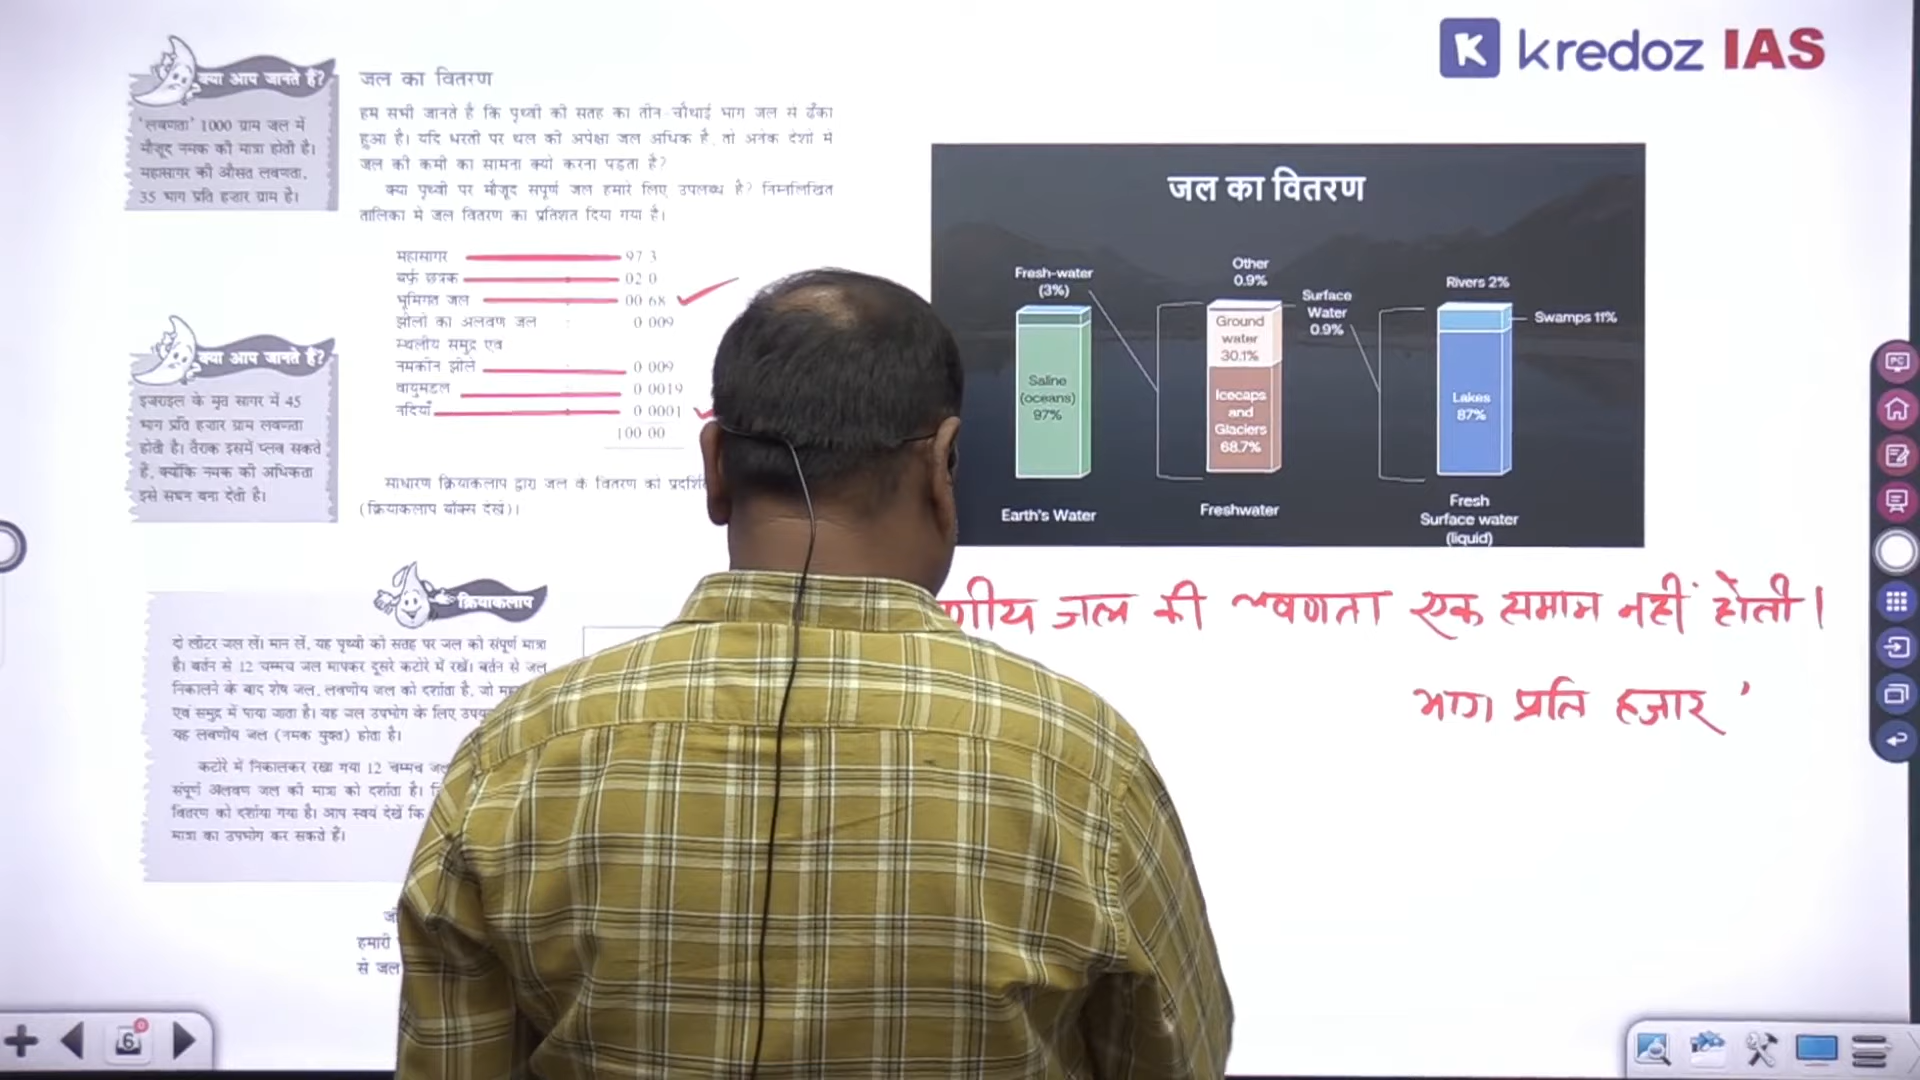 kredoz IAS
क्या आप जानते हैं?
'लवणता' 1000 ग्राम जल में
मौजूद नमक की मात्रा होती है।
महासागर की औसत लवणता,
35 भाग प्रति हजार ग्राम है।
जल का वितरण
हम सभी जानते है कि पृथ्वी की सतह का तीन-चौथाई भाग जल से ढँका
हुआ है। यदि धरती पर थल की अपेक्षा जल अधिक है, तो अनेक देशों में
जल की कमी का सामना क्यों करना पड़ता है?
क्या पृथ्वी पर मौजूद संपूर्ण जल हमारे लिए उपलब्ध है? निम्नलिखित
तालिका में जल वितरण का प्रतिशत दिया गया है।
महासागर 97 3
बर्फ़ छत्रक 02 0
भूमिगत जल 00 68
झीलों का अलवण जल : 0 009
स्थलीय समुद्र एवं
नमकीन झीलें 0 009
वायुमंडल 0 0019
नदियाँ 0 0001
100 00
साधारण क्रियाकलाप द्वारा जल के वितरण को
(क्रियाकलाप बॉक्स देखें)।
क्या आप जानते हैं?
इजराइल के मृत सागर में 45
भाग प्रति हजार ग्राम लवणता
होती है। तैराक इसमें प्लव सकते
हैं, क्योंकि नमक की अधिकता
इसे सघन बना देती है।
क्रियाकलाप
दो लीटर जल लें। मान लें, यह पृथ्वी की सतह पर जल की संपूर्ण मात्रा
है। बर्तन से 12 चम्मच जल मापकर दूसरे कटोरे में रखें। बर्तन से जल
निकालने के बाद शेष जल, लवणीय जल को दर्शाता है, जो
एवं समुद्र में पाया जाता है। यह जल उपभोग के लिए
यह लवणीय जल (नमक युक्त) होता है।
कटोरे में निकालकर रखा गया 12 चम्मच
संपूर्ण अलवण जल की मात्रा को दर्शाता है।
वितरण को दर्शाया गया है। आप स्वयं देखें कि
मात्रा का उपभोग कर सकते हैं।
हमारी
से जल
जल का वितरण
Fresh-water
(3%)
Saline
(oceans)
97%
Earth's Water
Other
0.9%
Ground
water
30.1%
Icecaps
and
Glaciers
68.7%
Freshwater
Surface
Water
0.9%
Rivers 2%
Swamps 11%
Lakes
87%
Fresh
Surface water
(liquid)
णीय जल की लवणता एक समान नहीं होती।
भाग प्रति हजार '
6
PC